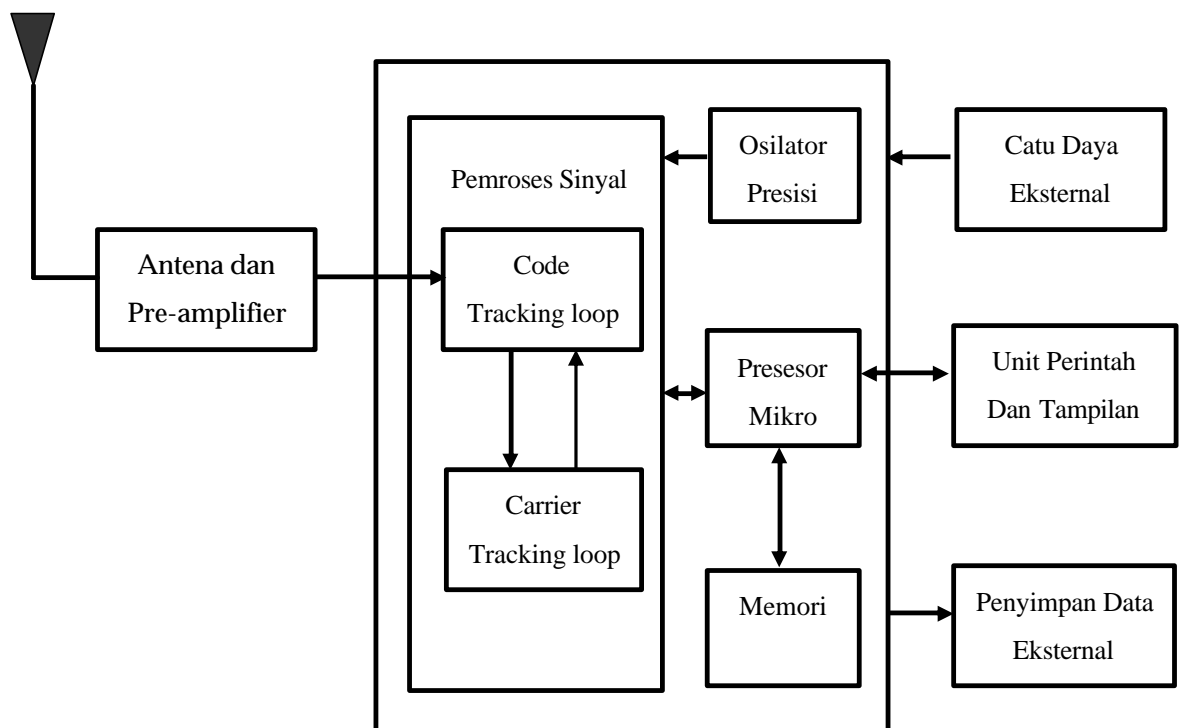 Antena dan
Pre-amplifier
Pemroses Sinyal
Code
Tracking loop
Carrier
Tracking loop
Osilator
Presisi
Presesor
Mikro
Memori
Catu Daya
Eksternal
Unit Perintah
Dan Tampilan
Penyimpan Data
Eksternal